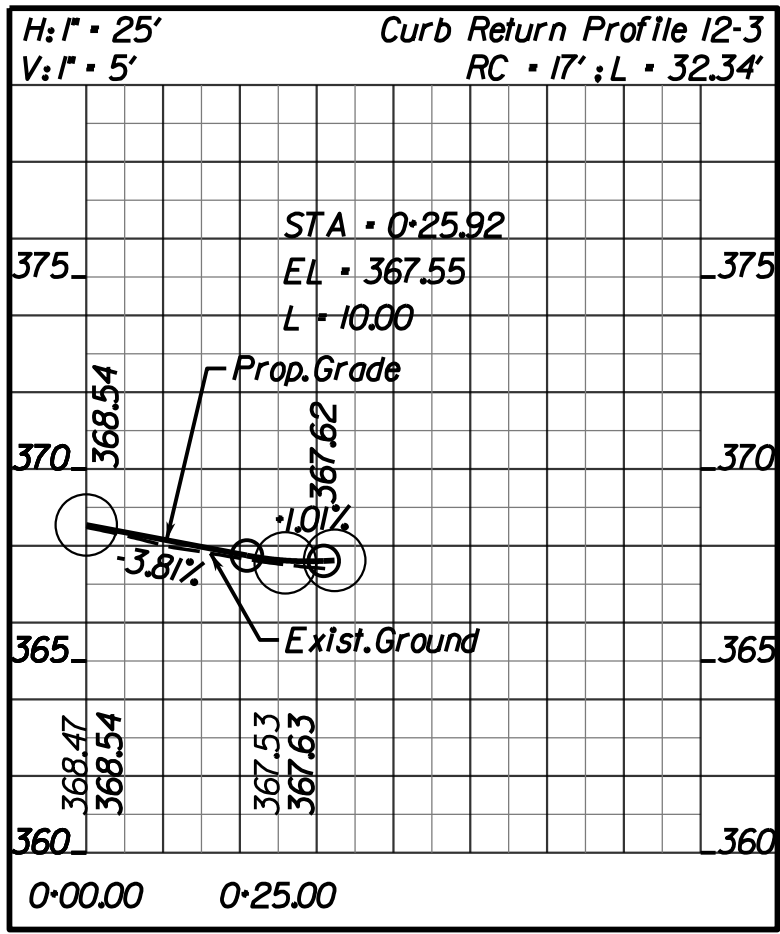 H: 1" = 25' Curb Return Profile 12-3
V: 1" = 5' RC = 17' ; L = 32.34'
STA = 0+25.92
375 EL = 367.55 375
L = 10.00
Prop. Grade
368.54
367.62
370 370
+1.01%
-3.81%
Exist. Ground
365 365
368.47
368.54
367.53
367.63
360 360
0+00.00 0+25.00